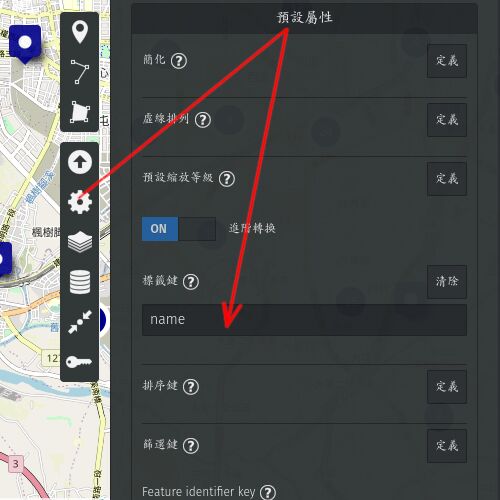 預設屬性
簡化 ?
定義
虛線排列 ?
定義
預設縮放等級 ?
定義
ON
進階轉換
標籤鍵 ?
清除
name
排序鍵 ?
定義
篩選鍵 ?
定義
Feature identifier key ?
楓樹腳
屯
3